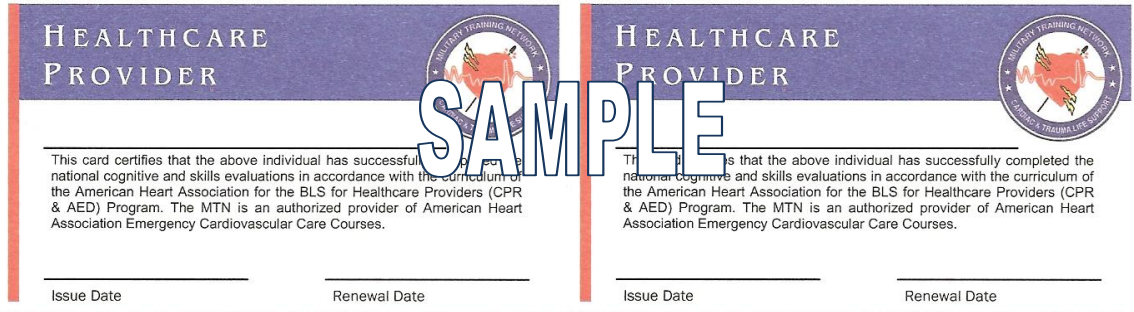 HEALTHCARE
PROVIDER
MILITARY TRAINING NETWORK
This card certifies that the above individual has successful
national cognitive and skills evaluations in accordance with the curriculum of
the American Heart Association for the BLS for Healthcare Providers (CPR
& AED) Program. The MTN is an authorized provider of American Heart
Association Emergency Cardiovascular Care Courses.
Issue Date
Renewal Date
SAMPLE
HEALTHCARE
PROVIDER
MILITARY TRAINING NETWORK
CARDIAC & TRAUMA LIFE SUPPORT
that the above individual has successfully completed the
national cognitive and skills evaluations in accordance with the curriculum of
the American Heart Association for the BLS for Healthcare Providers (CPR
& AED) Program. The MTN is an authorized provider of American Heart
Association Emergency Cardiovascular Care Courses.
Issue Date
Renewal Date